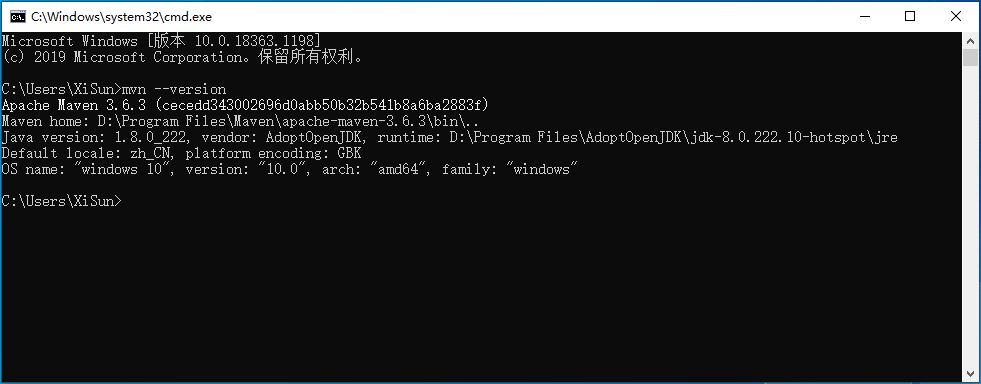 C:\Windows\system32\cmd.exe
Microsoft Windows [版本 10.0.18363.1198]
(c) 2019 Microsoft Corporation。保留所有权利。
C:\Users\XiSun>mvn --version
Apache Maven 3.6.3 (cecedd343002696d0abb50b32b541b8a6ba2883f)
Maven home: D:\Program Files\Maven\apache-maven-3.6.3\bin\..
Java version: 1.8.0_222, vendor: AdoptOpenJDK, runtime: D:\Program Files\AdoptOpenJDK\jdk-8.0.222.10-hotspot\jre
Default locale: zh_CN, platform encoding: GBK
OS name: "windows 10", version: "10.0", arch: "amd64", family: "windows"
C:\Users\XiSun>